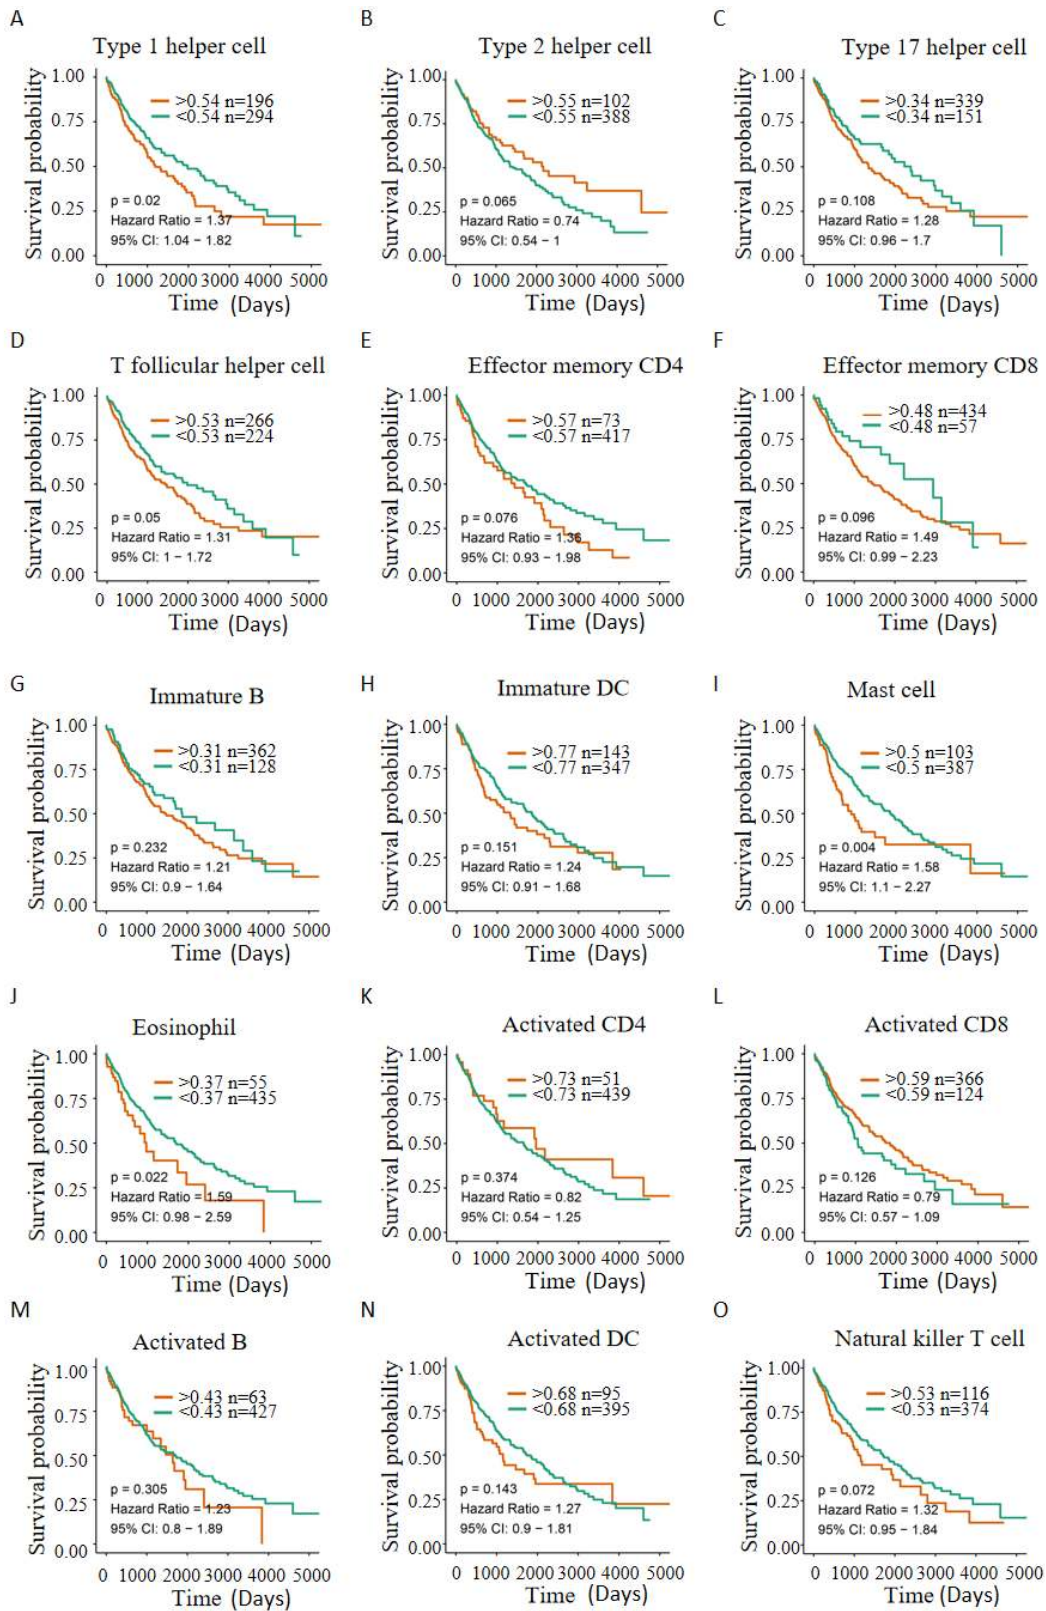 A
Type 1 helper cell
Survival probability
1.00
0.75
0.50
0.25
0.00
>0.54 n=196
<0.54 n=294
p = 0.02
Hazard Ratio = 1.37
95% CI: 1.04 − 1.82
0 1000 2000 3000 4000 5000
Time (Days)
B
Type 2 helper cell
Survival probability
1.00
0.75
0.50
0.25
0.00
>0.55 n=102
<0.55 n=388
p = 0.065
Hazard Ratio = 0.74
95% CI: 0.54 − 1
0 1000 2000 3000 4000 5000
Time (Days)
C
Type 17 helper cell
Survival probability
1.00
0.75
0.50
0.25
0.00
>0.34 n=339
<0.34 n=151
p = 0.108
Hazard Ratio = 1.28
95% CI: 0.96 − 1.7
0 1000 2000 3000 4000 5000
Time (Days)
D
T follicular helper cell
Survival probability
1.00
0.75
0.50
0.25
0.00
>0.53 n=266
<0.53 n=224
p = 0.05
Hazard Ratio = 1.31
95% CI: 1 − 1.72
0 1000 2000 3000 4000 5000
Time (Days)
E
Effector memory CD4
Survival probability
1.00
0.75
0.50
0.25
0.00
>0.57 n=73
<0.57 n=417
p = 0.076
Hazard Ratio = 1.36
95% CI: 0.93 − 1.98
0 1000 2000 3000 4000 5000
Time (Days)
F
Effector memory CD8
Survival probability
1.00
0.75
0.50
0.25
0.00
>0.48 n=434
<0.48 n=57
p = 0.096
Hazard Ratio = 1.49
95% CI: 0.99 − 2.23
0 1000 2000 3000 4000 5000
Time (Days)
G
Immature B
Survival probability
1.00
0.75
0.50
0.25
0.00
>0.31 n=362
<0.31 n=128
p = 0.232
Hazard Ratio = 1.21
95% CI: 0.9 − 1.64
0 1000 2000 3000 4000 5000
Time (Days)
H
Immature DC
Survival probability
1.00
0.75
0.50
0.25
0.00
>0.77 n=143
<0.77 n=347
p = 0.151
Hazard Ratio = 1.24
95% CI: 0.91 − 1.68
0 1000 2000 3000 4000 5000
Time (Days)
I
Mast cell
Survival probability
1.00
0.75
0.50
0.25
0.00
>0.5 n=103
<0.5 n=387
p = 0.004
Hazard Ratio = 1.58
95% CI: 1.1 − 2.27
0 1000 2000 3000 4000 5000
Time (Days)
J
Eosinophil
Survival probability
1.00
0.75
0.50
0.25
0.00
>0.37 n=55
<0.37 n=435
p = 0.022
Hazard Ratio = 1.59
95% CI: 0.98 − 2.59
0 1000 2000 3000 4000 5000
Time (Days)
K
Activated CD4
Survival probability
1.00
0.75
0.50
0.25
0.00
>0.73 n=51
<0.73 n=439
p = 0.374
Hazard Ratio = 0.82
95% CI: 0.54 − 1.25
0 1000 2000 3000 4000 5000
Time (Days)
L
Activated CD8
Survival probability
1.00
0.75
0.50
0.25
0.00
>0.59 n=366
<0.59 n=124
p = 0.126
Hazard Ratio = 0.79
95% CI: 0.57 − 1.09
0 1000 2000 3000 4000 5000
Time (Days)
M
Activated B
Survival probability
1.00
0.75
0.50
0.25
0.00
>0.43 n=63
<0.43 n=427
p = 0.305
Hazard Ratio = 1.23
95% CI: 0.8 − 1.89
0 1000 2000 3000 4000 5000
Time (Days)
N
Activated DC
Survival probability
1.00
0.75
0.50
0.25
0.00
>0.68 n=95
<0.68 n=395
p = 0.143
Hazard Ratio = 1.27
95% CI: 0.9 − 1.81
0 1000 2000 3000 4000 5000
Time (Days)
O
Natural killer T cell
Survival probability
1.00
0.75
0.50
0.25
0.00
>0.53 n=116
<0.53 n=374
p = 0.072
Hazard Ratio = 1.32
95% CI: 0.95 − 1.84
0 1000 2000 3000 4000 5000
Time (Days)